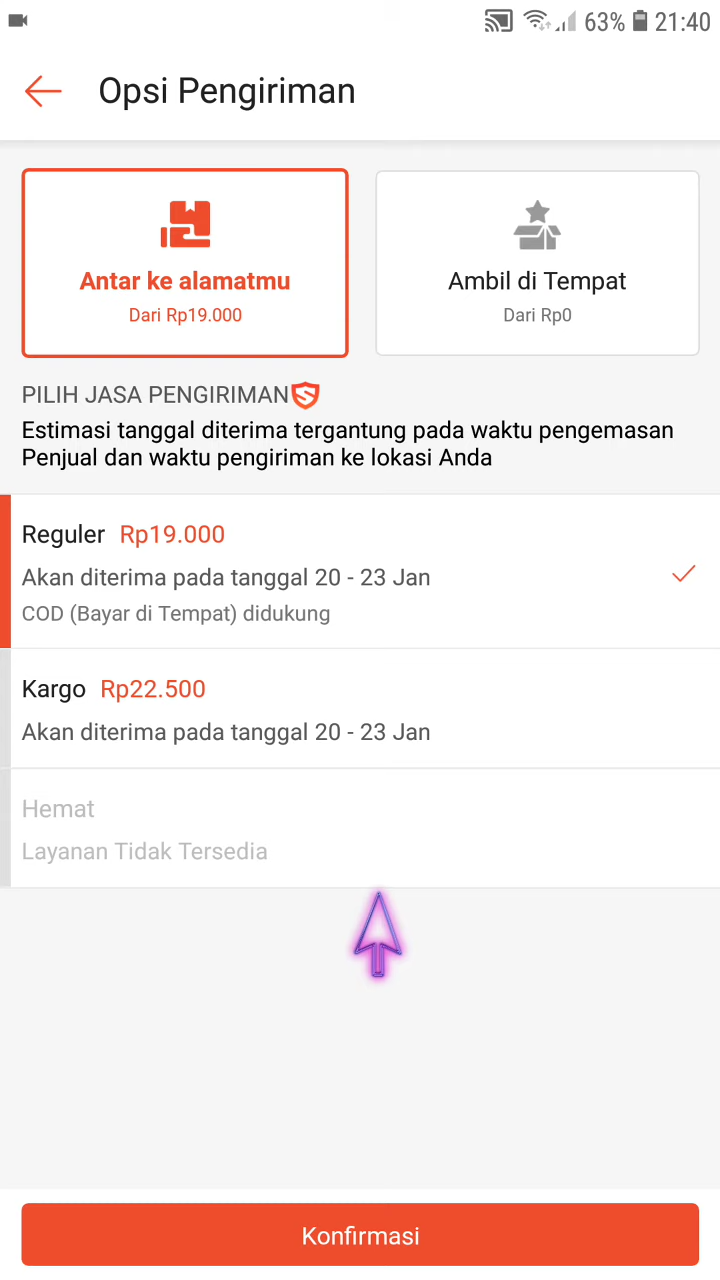 63% 21:40
Opsi Pengiriman
Antar ke alamatmu
Dari Rp19.000
Ambil di Tempat
Dari Rp0
PILIH JASA PENGIRIMAN
Estimasi tanggal diterima tergantung pada waktu pengemasan
Penjual dan waktu pengiriman ke lokasi Anda
Reguler Rp19.000
Akan diterima pada tanggal 20 - 23 Jan
COD (Bayar di Tempat) didukung
Kargo Rp22.500
Akan diterima pada tanggal 20 - 23 Jan
Hemat
Layanan Tidak Tersedia
Konfirmasi